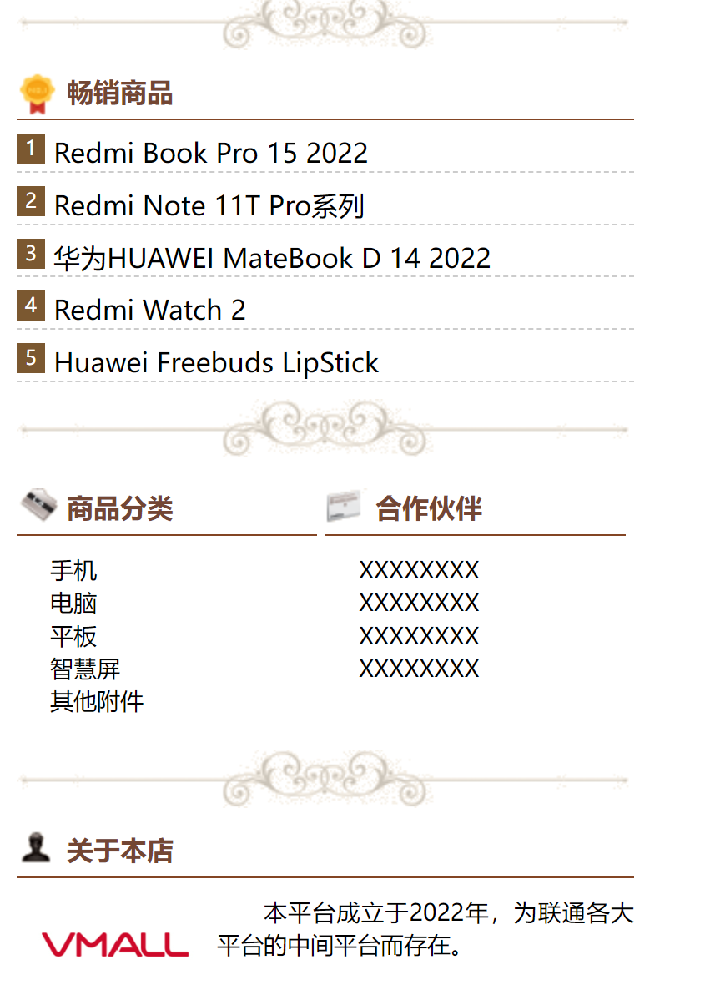 畅销商品
1 Redmi Book Pro 15 2022
2 Redmi Note 11T Pro系列
3 华为HUAWEI MateBook D 14 2022
4 Redmi Watch 2
5 Huawei Freebuds LipStick
商品分类
手机
电脑
平板
智慧屏
其他附件
合作伙伴
XXXXXXXX
XXXXXXXX
XXXXXXXX
XXXXXXXX
关于本店
VMALL
本平台成立于2022年，为联通各大
平台的中间平台而存在。